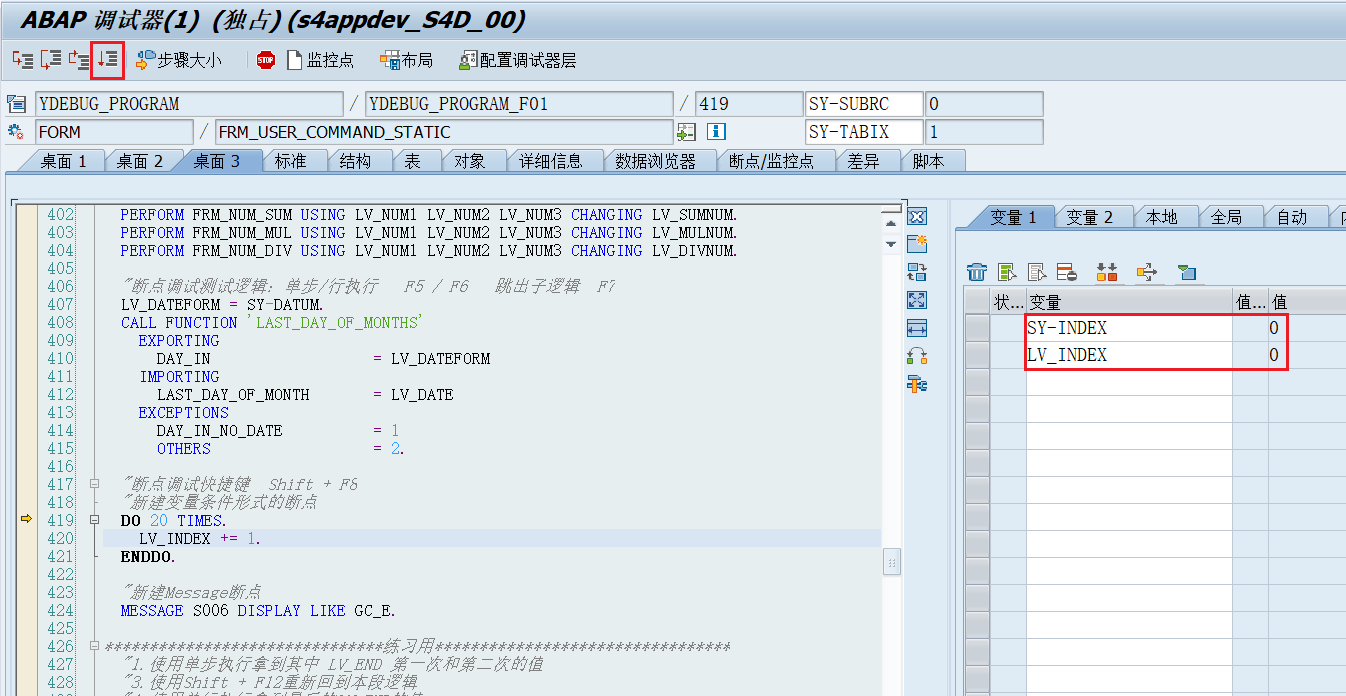 ABAP 调试器(1) (独占)(s4appdev_S4D_00)
步骤大小 STOP 监控点 布局 配置调试器层
YDEBUG_PROGRAM / YDEBUG_PROGRAM_F01 / 419 SY-SUBRC 0
FORM / FRM_USER_COMMAND_STATIC SY-TABIX 1
桌面 1 桌面 2 桌面 3 标准 结构 表 对象 详细信息 数据浏览器 断点/监控点 差异 脚本
402 PERFORM FRM_NUM_SUM USING LV_NUM1 LV_NUM2 LV_NUM3 CHANGING LV_SUMNUM.
403 PERFORM FRM_NUM_MUL USING LV_NUM1 LV_NUM2 LV_NUM3 CHANGING LV_MULNUM.
404 PERFORM FRM_NUM_DIV USING LV_NUM1 LV_NUM2 LV_NUM3 CHANGING LV_DIVNUM.
405
406 "断点调试测试逻辑: 单步/行执行 F5 / F6 跳出子逻辑 F7
407 LV_DATEFORM = SY-DATUM.
408 CALL FUNCTION 'LAST_DAY_OF_MONTHS'
409 EXPORTING
410 DAY_IN = LV_DATEFORM
411 IMPORTING
412 LAST_DAY_OF_MONTH = LV_DATE
413 EXCEPTIONS
414 DAY_IN_NO_DATE = 1
415 OTHERS = 2.
416
417 "断点调试快捷键 Shift + F8
418 "新建变量条件形式的断点
419 DO 20 TIMES.
420 LV_INDEX += 1.
421 ENDDO.
422
423 "新建Message断点
424 MESSAGE S006 DISPLAY LIKE GC_E.
425
426 *******************************练习用*********************************
427 "1.使用单步执行拿到其中 LV_END 第一次和第二次的值
428 "3.使用Shift + F12重新回到本段逻辑
变量 1 变量 2 本地 全局 自动
状... 变量 值... 值
SY-INDEX 0
LV_INDEX 0